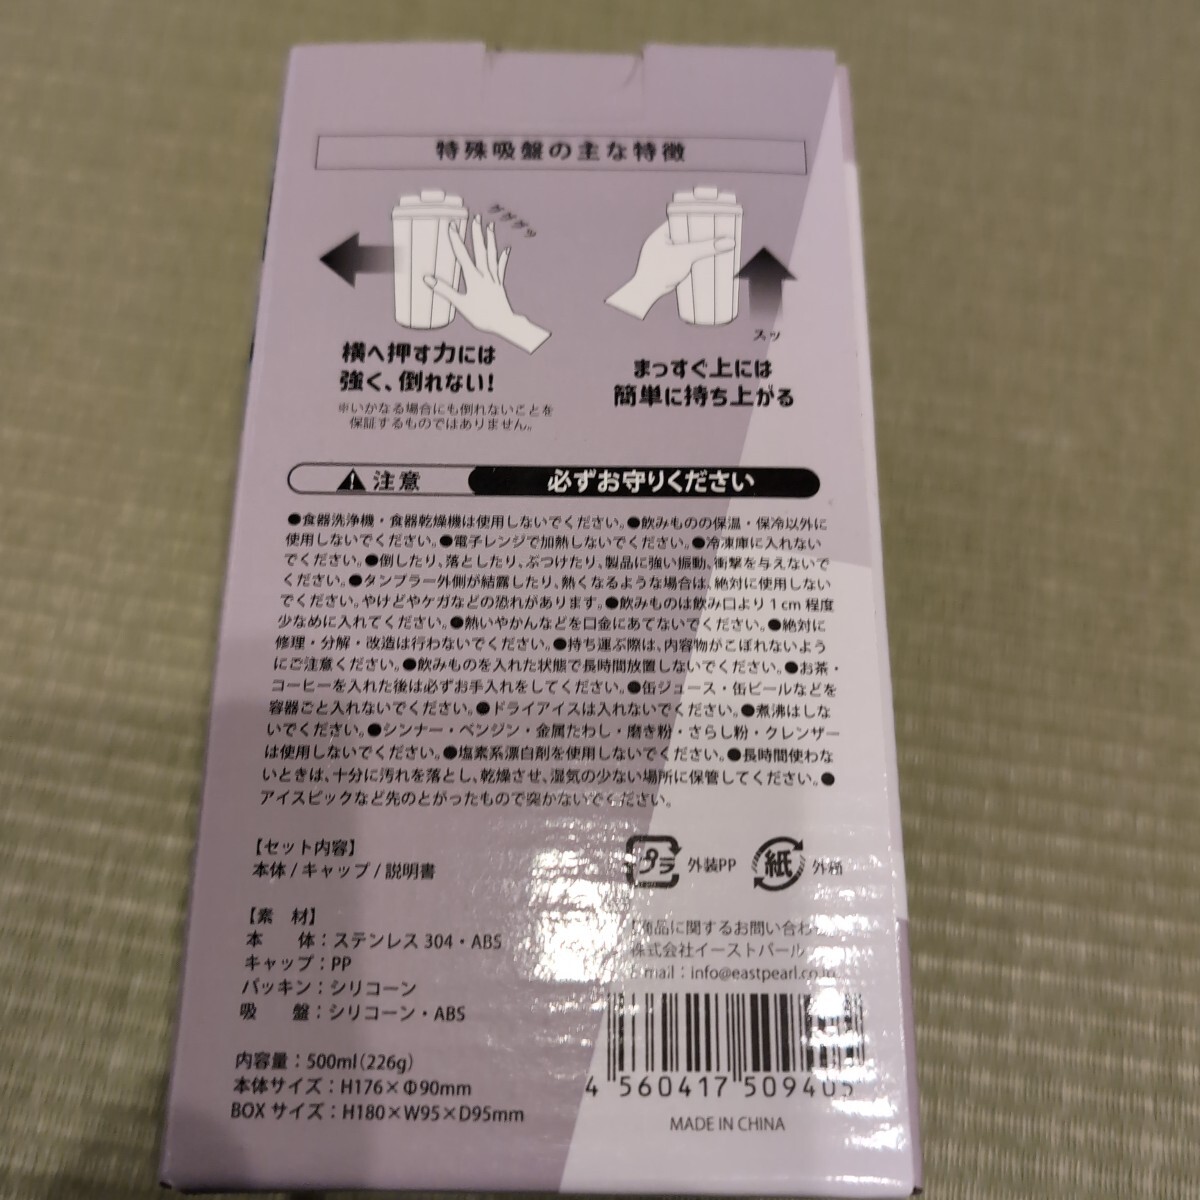 特殊吸盤の主な特徴
ガガガガッ
スッ
横へ押す力には
強く、倒れない!
※いかなる場合にも倒れないことを
保証するものではありません。
まっすぐ上には
簡単に持ち上がる
注意
必ずお守りください
●食器洗浄機・食器乾燥機は使用しないでください。●飲みものの保温・保冷以外に
使用しないでください。●電子レンジで加熱しないでください。●冷凍庫に入れない
でください。●倒したり、落としたり、ぶつけたり、製品に強い振動、衝撃を与えないで
ください。●タンブラー外側が結露したり、熱くなるような場合は、絶対に使用しない
でください。やけどやケガなどの恐れがあります。●飲みものは飲み口より1cm程度
少なめに入れてください。●熱いやかんなどを口金にあてないでください。●絶対に
修理・分解・改造は行わないでください。●持ち運ぶ際は、内容物がこぼれないよう
にご注意ください。●飲みものを入れた状態で長時間放置しないでください。●お茶・
コーヒーを入れた後は必ずお手入れをしてください。●缶ジュース・缶ビールなどを
容器ごと入れないでください。●ドライアイスは入れないでください。●煮沸はしな
いでください。●シンナー・ベンジン・金属たわし・磨き粉・さらし粉・クレンザー
は使用しないでください。●塩素系漂白剤を使用しないでください。●長時間使わな
いときは、十分に汚れを落とし、乾燥させ、湿気の少ない場所に保管してください。●
アイスピックなど先のとがったもので突かないでください。
【セット内容】
本体/キャップ/説明書
プラ 外装PP
紙 外箱
【素 材】
本 体:ステンレス304・ABS
キャップ:PP
パッキン:シリコーン
吸 盤:シリコーン・ABS
内容量:500ml(226g)
本体サイズ:H176×Φ90mm
BOXサイズ:H180×W95×D95mm
商品に関するお問い合わ
株式会社イーストパール
E-mail:info@eastpearl.co.jp
4 560417 509405
MADE IN CHINA